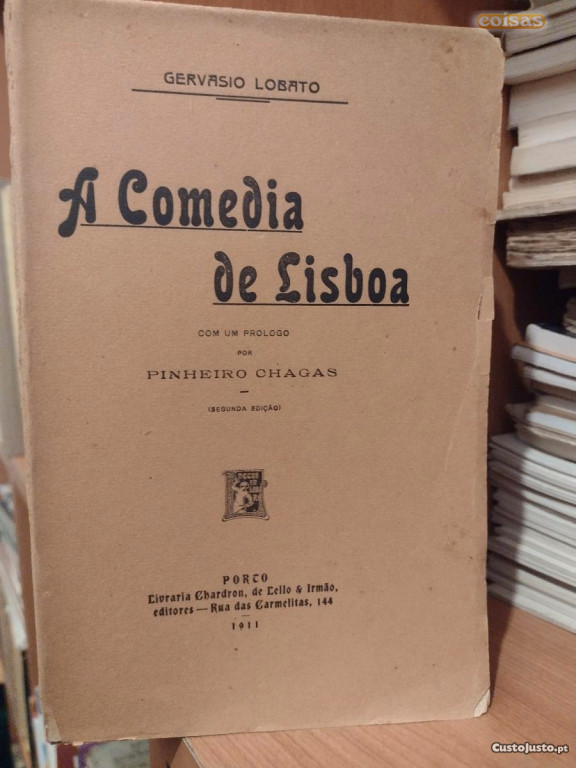 coisas
GERVASIO LOBATO
A Comedia
de Lisboa
COM UM PROLOGO
POR
PINHEIRO CHAGAS
(SEGUNDA EDIÇÃO)
PORTO
Livraria Chardron, de Lello & Irmão,
editores — Rua das Carmelitas, 144
1911
CustoJusto.pt